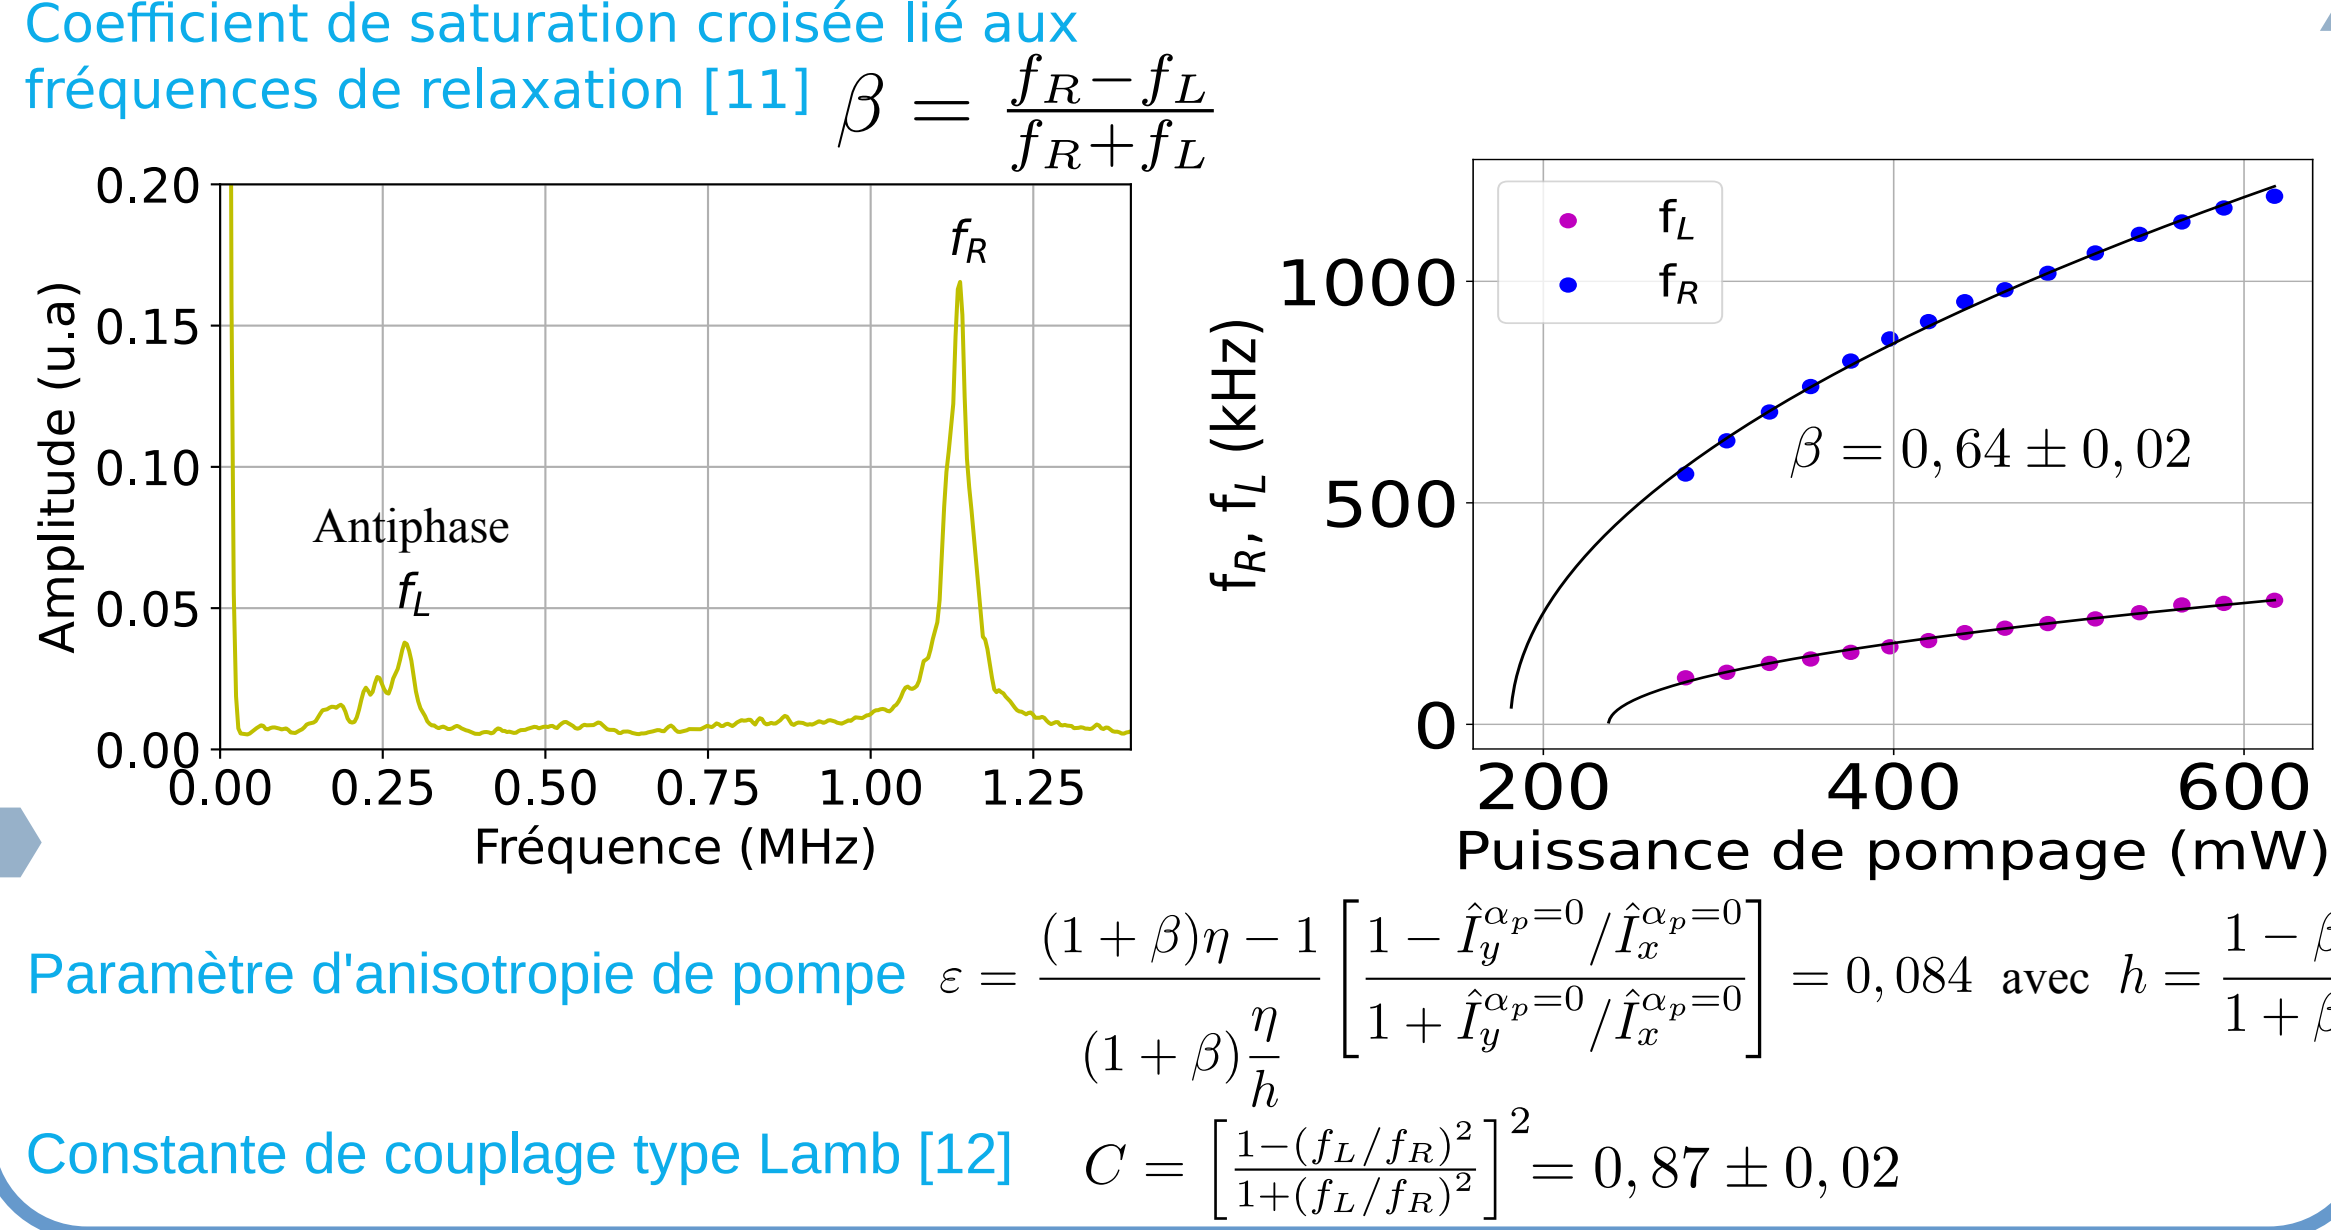 Coefficient de saturation croisée lié aux
fréquences de relaxation [11] β = (f_R−f_L)/(f_R+f_L)
0.20
0.15
0.10
0.05
0.00
Amplitude (u.a)
f_R
Antiphase
f_L
0.00 0.25 0.50 0.75 1.00 1.25
Fréquence (MHz)
f_L
f_R
1000
500
0
f_R, f_L (kHz)
β = 0, 64 ± 0, 02
200 400 600
Puissance de pompage (mW)
Paramètre d'anisotropie de pompe ε = ((1 + β)η − 1)/((1 + β)η/h) [(1 − Î_y^{α_p=0}/Î_x^{α_p=0})/(1 + Î_y^{α_p=0}/Î_x^{α_p=0})] = 0, 084 avec h = (1 − β)/(1 + β)
Constante de couplage type Lamb [12] C = [(1−(f_L/f_R)^2)/(1+(f_L/f_R)^2)]^2 = 0, 87 ± 0, 02